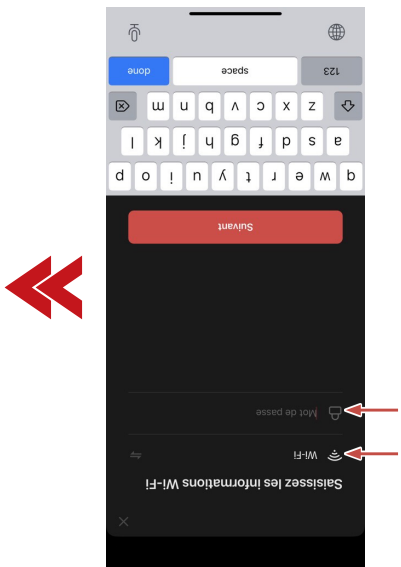 Saisissez les informations Wi-Fi
Wi-Fi
Mot de passe
Suivant
q w e r t y u i o p
a s d f g h j k l
z x c v b n m
123 space done